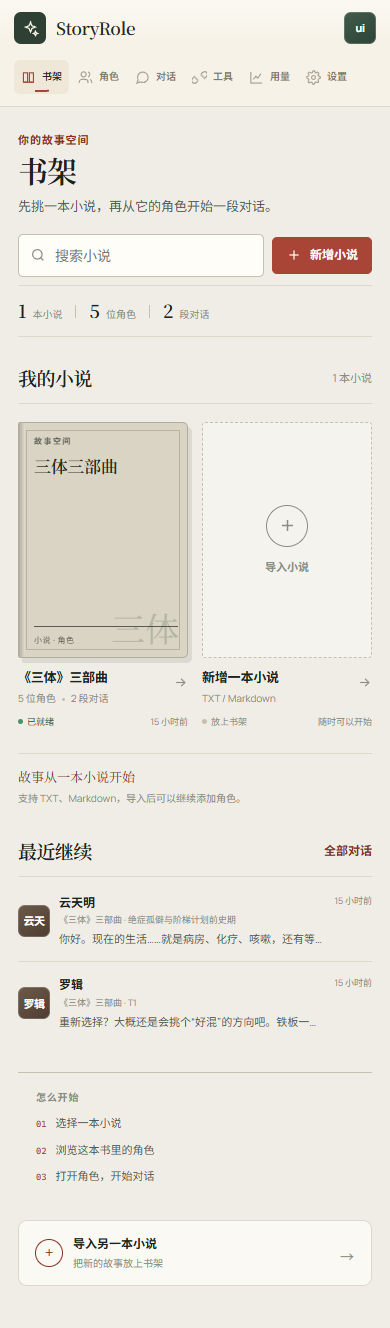 StoryRole
ui
书架
角色
对话
工具
用量
设置
你的故事空间
书架
先挑一本小说，再从它的角色开始一段对话。
搜索小说
+ 新增小说
1 本小说
5 位角色
2 段对话
我的小说
1 本小说
故事空间
三体三部曲
三体
小说 · 角色
+
导入小说
《三体》三部曲 →
5 位角色 • 2 段对话
已就绪
15 小时前
新增一本小说 →
TXT / Markdown
放上书架
随时可以开始
故事从一本小说开始
支持 TXT、Markdown，导入后可以继续添加角色。
最近继续
全部对话
云天
云天明
15 小时前
《三体》三部曲 · 绝症孤僻与阶梯计划前史期
你好。现在的生活……就是病房、化疗、咳嗽，还有等...
罗辑
罗辑
15 小时前
《三体》三部曲 · T1
重新选择？大概还是会挑个“好混”的方向吧。铁板一...
怎么开始
01 选择一本小说
02 浏览这本书里的角色
03 打开角色，开始对话
+
导入另一本小说
把新的故事放上书架
→